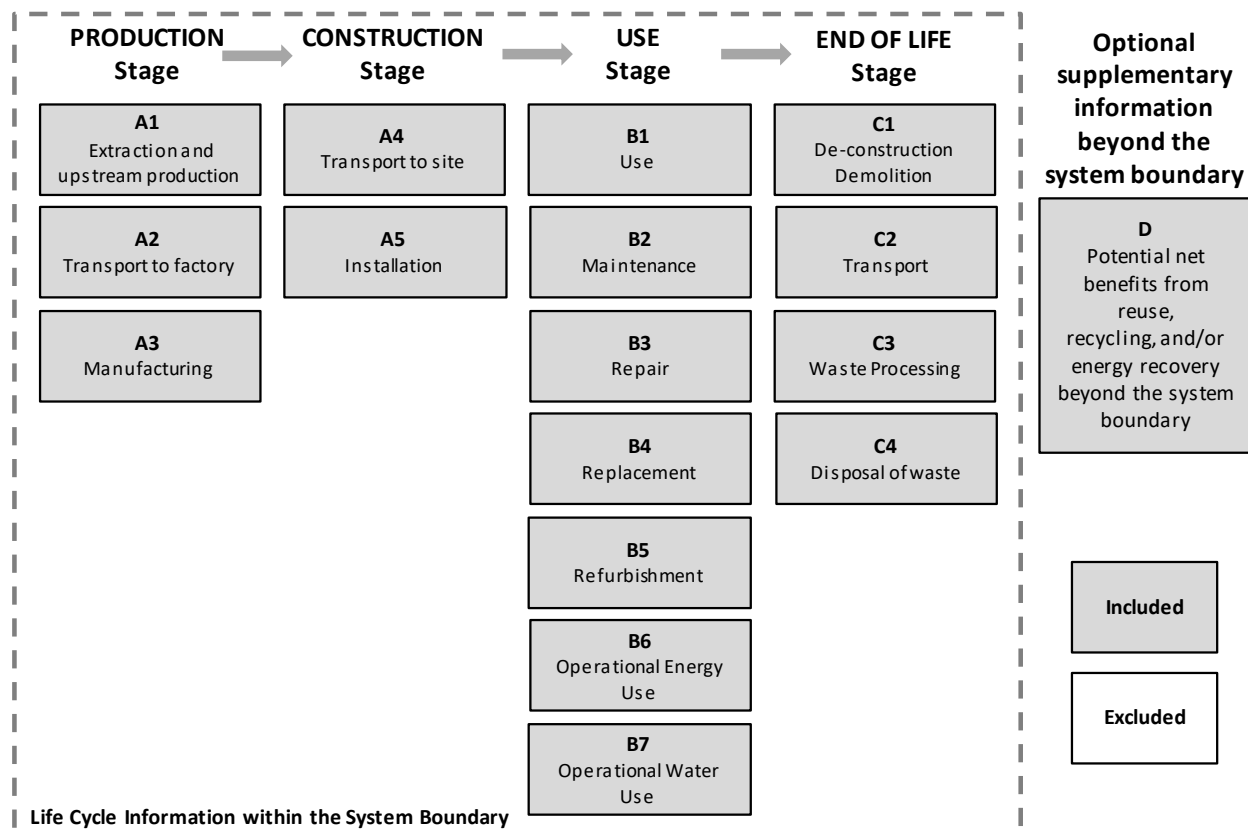 PRODUCTION
Stage
CONSTRUCTION
Stage
USE
Stage
END OF LIFE
Stage
A1
Extraction and
upstream production
A2
Transport to factory
A3
Manufacturing
A4
Transport to site
A5
Installation
B1
Use
B2
Maintenance
B3
Repair
B4
Replacement
B5
Refurbishment
B6
Operational Energy
Use
B7
Operational Water
Use
C1
De-construction
Demolition
C2
Transport
C3
Waste Processing
C4
Disposal of waste
Life Cycle Information within the System Boundary
Optional
supplementary
information
beyond the
system boundary
D
Potential net
benefits from
reuse,
recycling, and/or
energy recovery
beyond the system
boundary
Included
Excluded